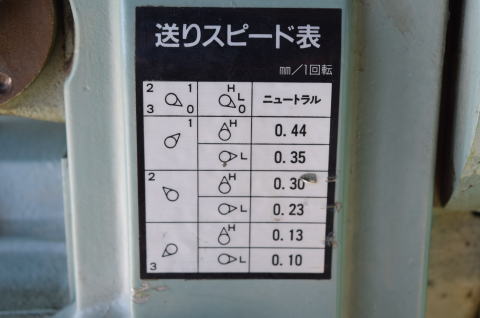 送りスピード表
mm/1回転
2 1 H L ニュートラル
3 0 0
1 H 0.44
L 0.35
2 H 0.30
L 0.23
H 0.13
3 L 0.10